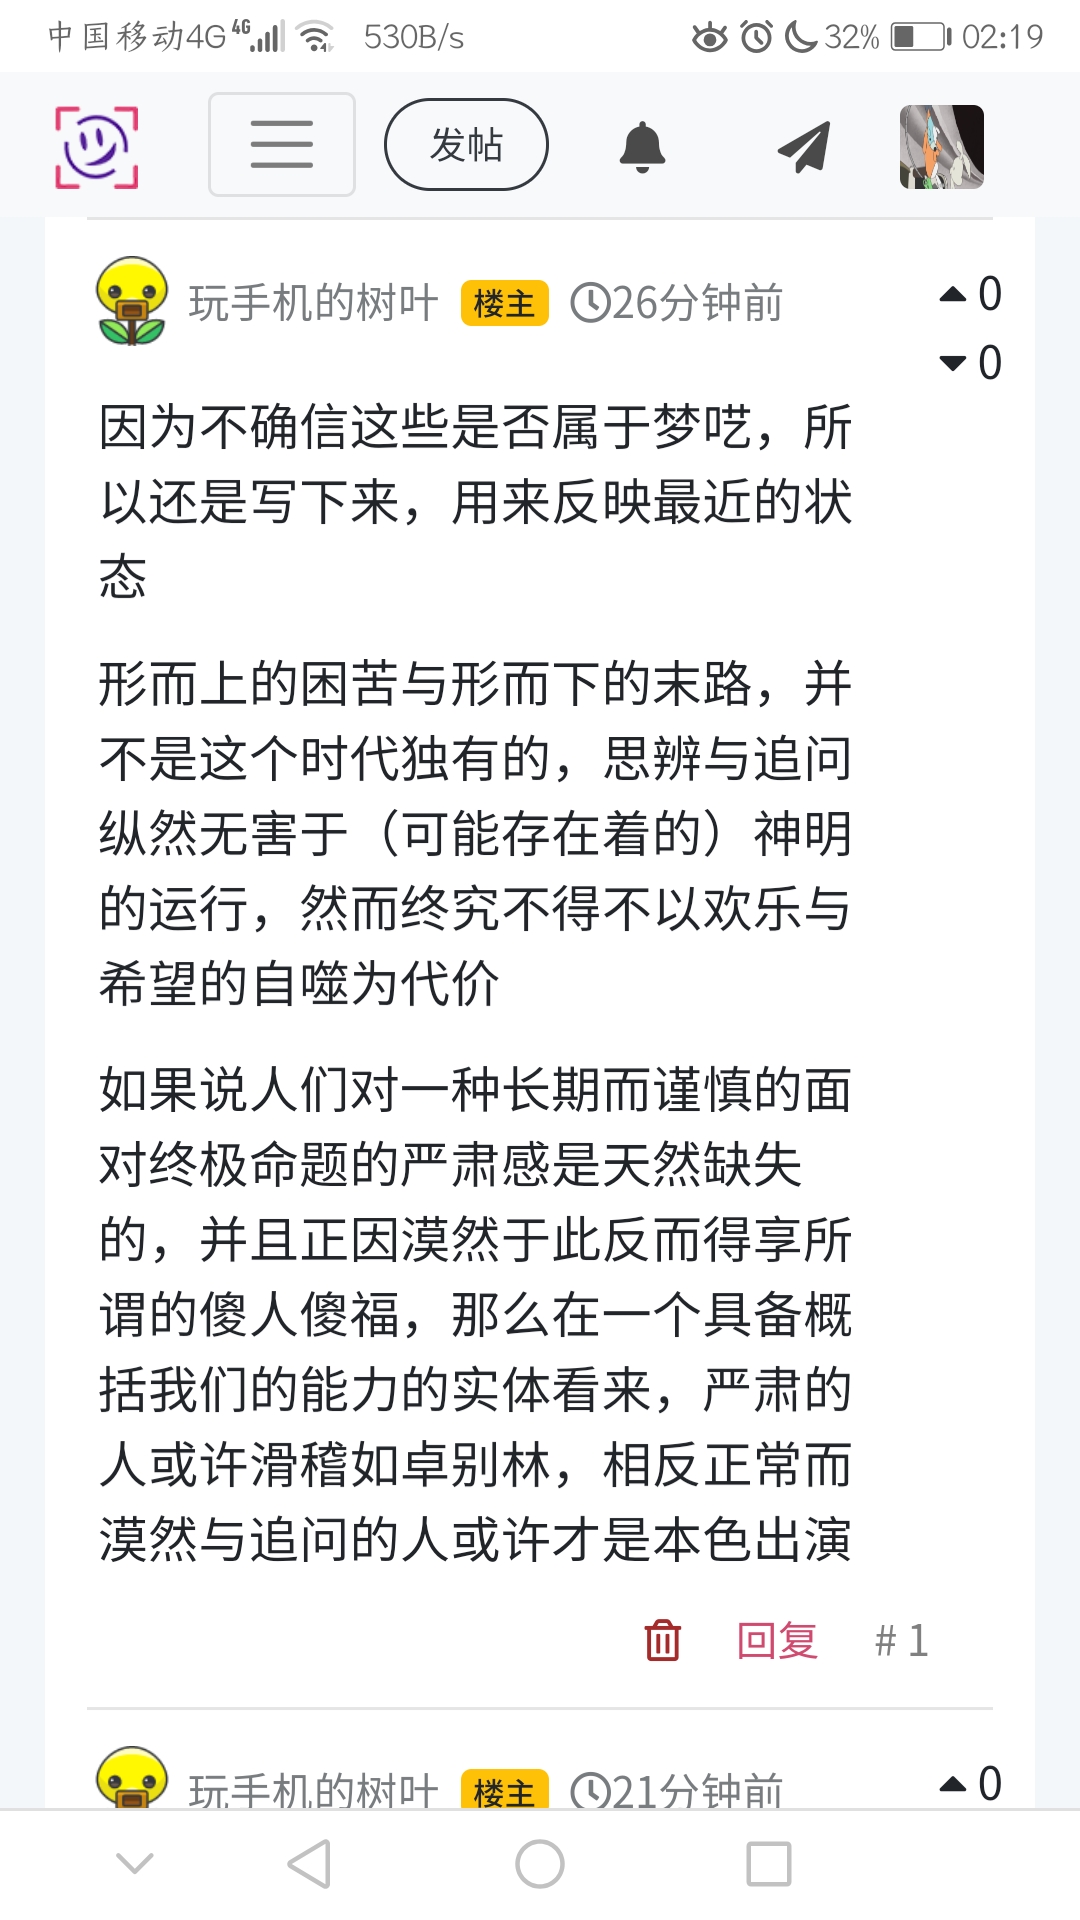 中国移动4G 4G 530B/s 32% 02:19
发帖
玩手机的树叶 楼主 26分钟前 0
0
因为不确信这些是否属于梦呓，所
以还是写下来，用来反映最近的状
态
形而上的困苦与形而下的末路，并
不是这个时代独有的，思辨与追问
纵然无害于（可能存在着的）神明
的运行，然而终究不得不以欢乐与
希望的自噬为代价
如果说人们对一种长期而谨慎的面
对终极命题的严肃感是天然缺失
的，并且正因漠然于此反而得享所
谓的傻人傻福，那么在一个具备概
括我们的能力的实体看来，严肃的
人或许滑稽如卓别林，相反正常而
漠然与追问的人或许才是本色出演
回复 # 1
玩手机的树叶 楼主 21分钟前 0